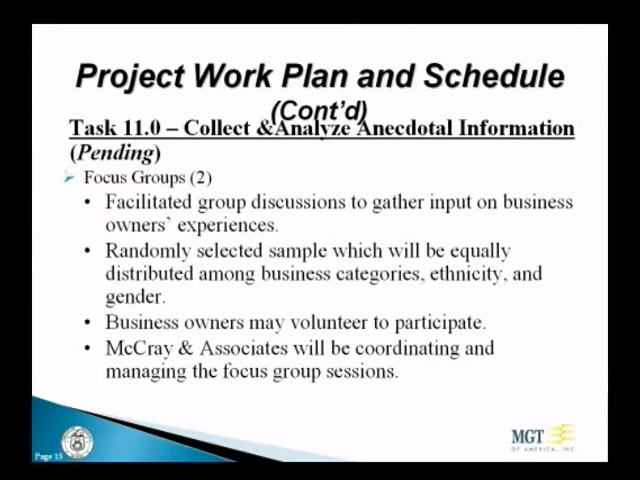 Project Work Plan and Schedule
(Cont'd)
Task 11.0 – Collect &Analyze Anecdotal Information
(Pending)
Focus Groups (2)
• Facilitated group discussions to gather input on business
owners' experiences.
• Randomly selected sample which will be equally
distributed among business categories, ethnicity, and
gender.
• Business owners may volunteer to participate.
• McCray & Associates will be coordinating and
managing the focus group sessions.
Page 15
MGT
OF AMERICA, INC.